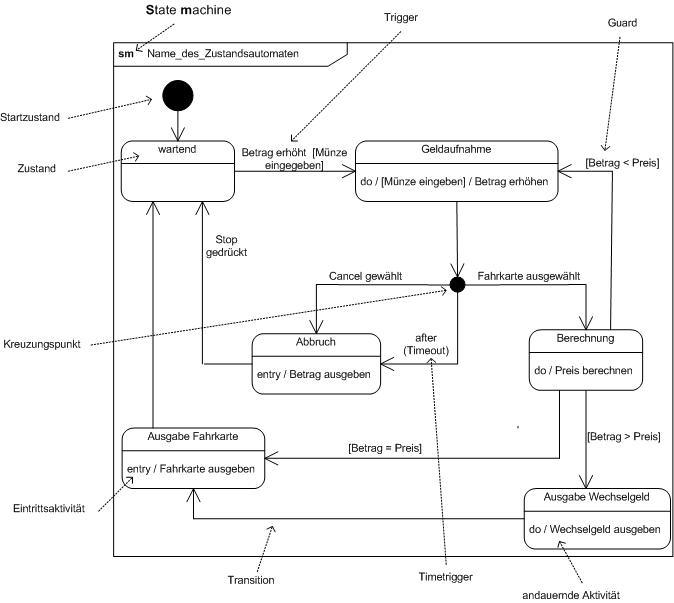 State machine
Trigger
Guard
sm Name_des_Zustandsautomaten
Startzustand
wartend
Betrag erhöht [Münze
eingegeben]
Geldaufnahme
do / [Münze eingeben] / Betrag erhöhen
[Betrag < Preis]
Zustand
Stop
gedrückt
Cancel gewählt
Fahrkarte ausgewählt
Kreuzungspunkt
Abbruch
entry / Betrag ausgeben
after
(Timeout)
Berechnung
do / Preis berechnen
Ausgabe Fahrkarte
entry / Fahrkarte ausgeben
[Betrag = Preis]
[Betrag > Preis]
Eintrittsaktivität
Ausgabe Wechselgeld
do / Wechselgeld ausgeben
Transition
Timetrigger
andauernde Aktivität